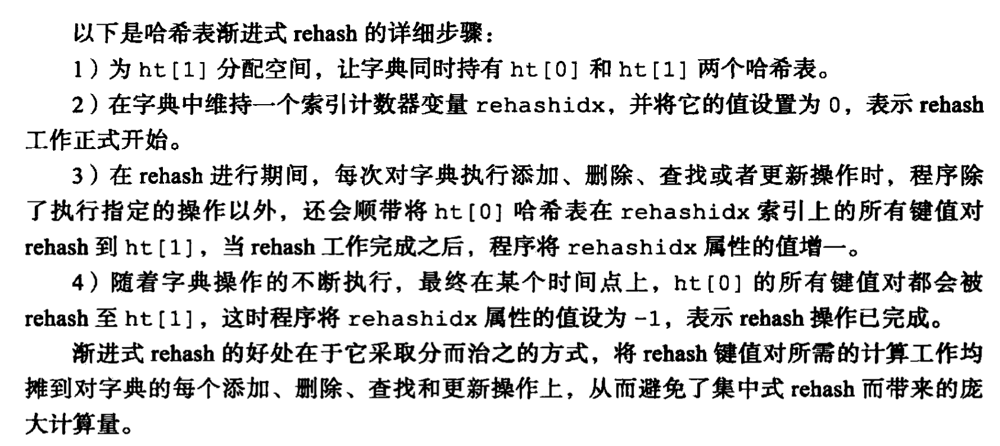 以下是哈希表渐进式 rehash 的详细步骤：
1）为 ht[1] 分配空间，让字典同时持有 ht[0] 和 ht[1] 两个哈希表。
2）在字典中维持一个索引计数器变量 rehashidx，并将它的值设置为 0，表示 rehash
工作正式开始。
3）在 rehash 进行期间，每次对字典执行添加、删除、查找或者更新操作时，程序除
了执行指定的操作以外，还会顺带将 ht[0] 哈希表在 rehashidx 索引上的所有键值对
rehash 到 ht[1]，当 rehash 工作完成之后，程序将 rehashidx 属性的值增一。
4）随着字典操作的不断执行，最终在某个时间点上，ht[0] 的所有键值对都会被
rehash 至 ht[1]，这时程序将 rehashidx 属性的值设为 -1，表示 rehash 操作已完成。
渐进式 rehash 的好处在于它采取分而治之的方式，将 rehash 键值对所需的计算工作均
摊到对字典的每个添加、删除、查找和更新操作上，从而避免了集中式 rehash 而带来的庞
大计算量。